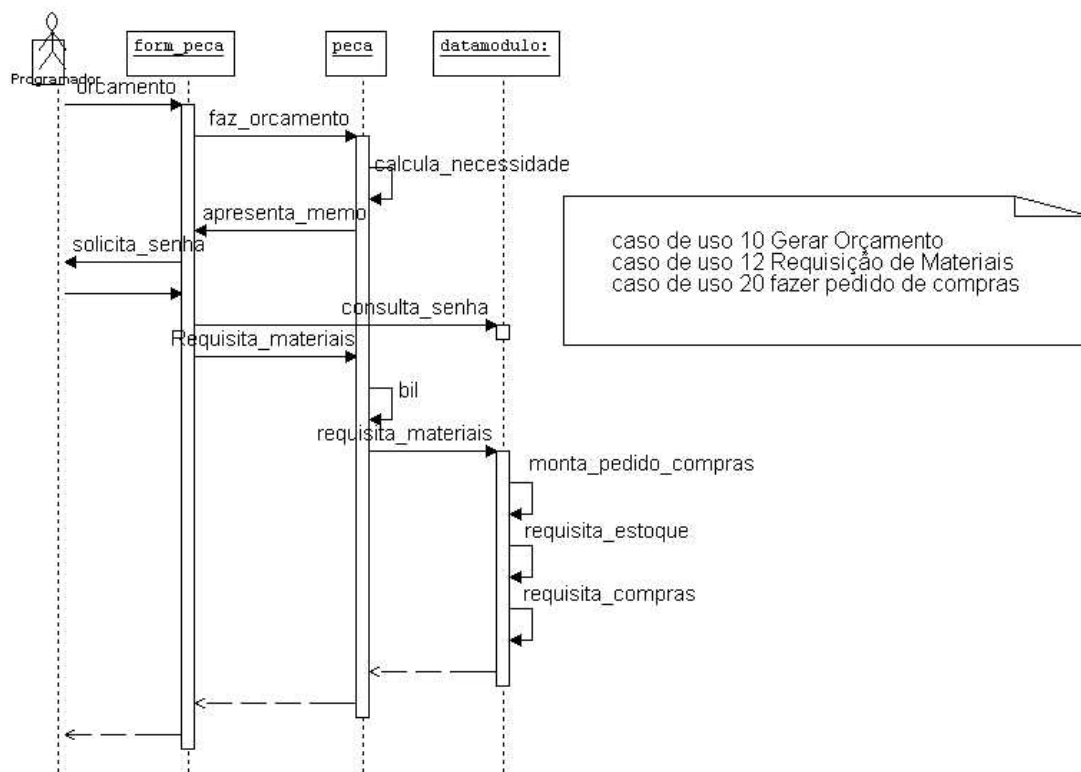 form_peca
peca
datamodulo:
Programador
orcamento
faz_orcamento
calcula_necessidade
apresenta_memo
solicita_senha
caso de uso 10 Gerar Orçamento
caso de uso 12 Requisição de Materiais
caso de uso 20 fazer pedido de compras
consulta_senha
Requisita_materiais
bil
requisita_materiais
monta_pedido_compras
requisita_estoque
requisita_compras